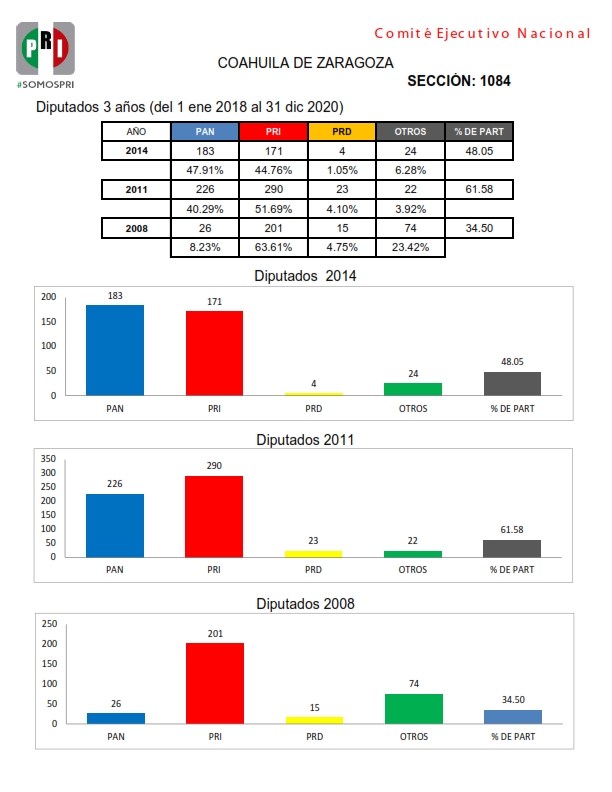 Comité Ejecutivo Nacional
PRI
#SOMOSPRI
COAHUILA DE ZARAGOZA
SECCIÓN: 1084
Diputados 3 años (del 1 ene 2018 al 31 dic 2020)
AÑO PAN PRI PRD OTROS % DE PART
2014 183 171 4 24 48.05
47.91% 44.76% 1.05% 6.28%
2011 226 290 23 22 61.58
40.29% 51.69% 4.10% 3.92%
2008 26 201 15 74 34.50
8.23% 63.61% 4.75% 23.42%
Diputados 2014
200
150
100
50
0
183 171 4 24 48.05
PAN PRI PRD OTROS % DE PART
Diputados 2011
350
300
250
200
150
100
50
0
226 290 23 22 61.58
PAN PRI PRD OTROS % DE PART
Diputados 2008
250
200
150
100
50
0
26 201 15 74 34.50
PAN PRI PRD OTROS % DE PART